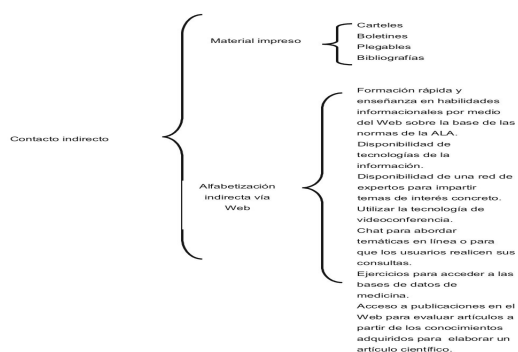 Contacto indirecto
Material impreso
Carteles
Boletines
Plegables
Bibliografías
Alfabetización
indirecta vía
Web
Formación rápida y
enseñanza en habilidades
informacionales por medio
del Web sobre la base de las
normas de la ALA.
Disponibilidad de
tecnologías de la
información.
Disponibilidad de una red de
expertos para impartir
temas de interés concreto.
Utilizar la tecnología de
videoconferencia.
Chat para abordar
temáticas en línea o para
que los usuarios realicen sus
consultas.
Ejercicios para acceder a las
bases de datos de
medicina.
Acceso a publicaciones en el
Web para evaluar artículos a
partir de los conocimientos
adquiridos para elaborar un
artículo científico.